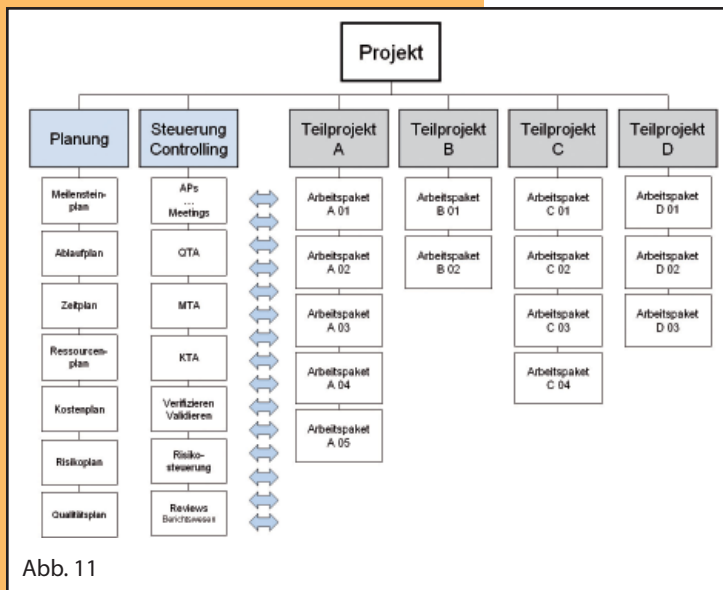 Projekt
Planung
Meilenstein-
plan
Ablaufplan
Zeitplan
Ressourcen-
plan
Kostenplan
Risikoplan
Qualitätsplan
Steuerung
Controlling
APs
...
Meetings
QTA
MTA
KTA
Verifizieren
Validieren
Risiko-
steuerung
Reviews
Berichtswesen
Teilprojekt
A
Arbeitspaket
A 01
Arbeitspaket
A 02
Arbeitspaket
A 03
Arbeitspaket
A 04
Arbeitspaket
A 05
Teilprojekt
B
Arbeitspaket
B 01
Arbeitspaket
B 02
Teilprojekt
C
Arbeitspaket
C 01
Arbeitspaket
C 02
Arbeitspaket
C 03
Arbeitspaket
C 04
Teilprojekt
D
Arbeitspaket
D 01
Arbeitspaket
D 02
Arbeitspaket
D 03
Abb. 11